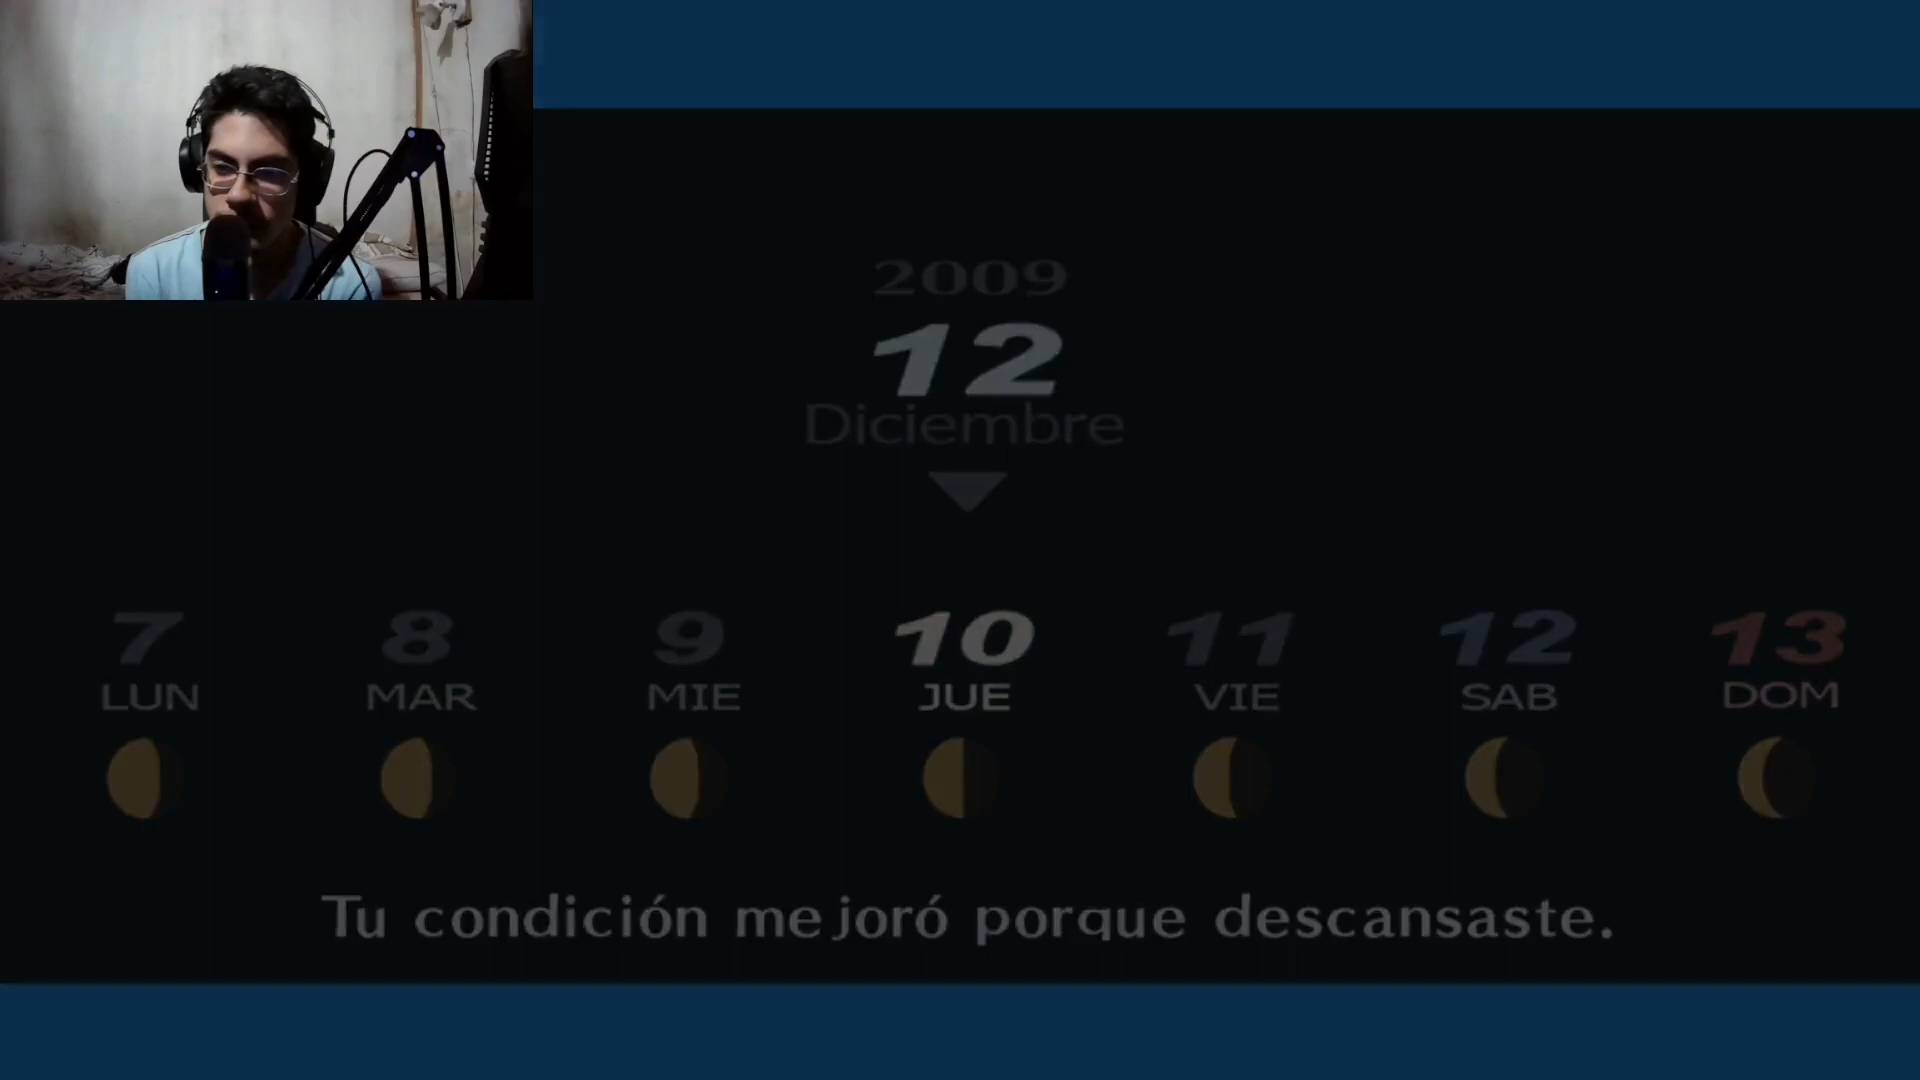 2009
12
Diciembre
7 8 9 10 11 12 13
LUN MAR MIE JUE VIE SAB DOM
Tu condición mejoró porque descansaste.